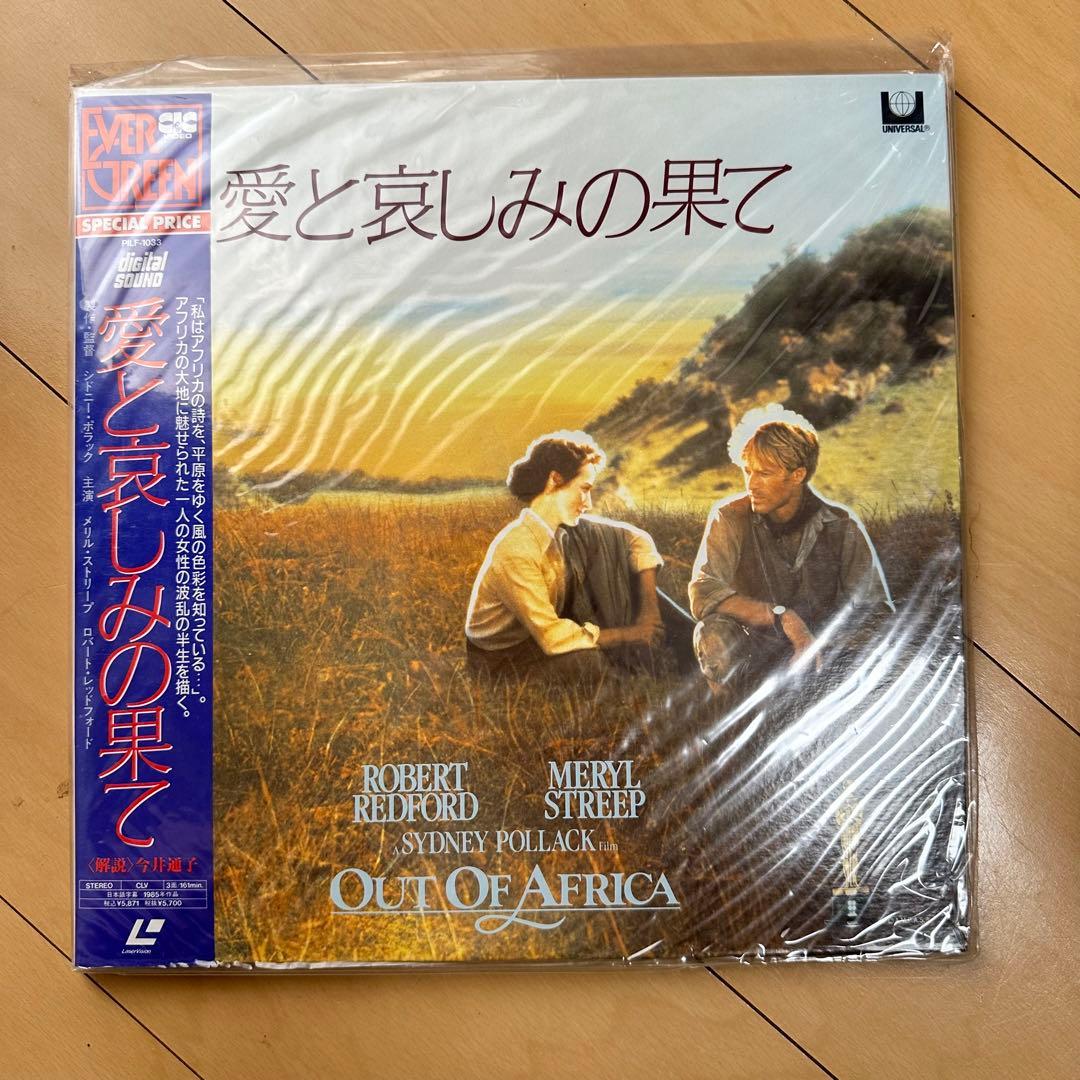 EVER GREEN
CIC
VIDEO
SPECIAL PRICE
PILF-1033
digital
SOUND
「私はアフリカの詩を、平原をゆく風の色彩を知っている…」。
アフリカの大地に魅せられた一人の女性の波乱の半生を描く。
愛と哀しみの果て
製作・監督 シドニー・ポラック 主演 メリル・ストリープ ロバート・レッドフォード
〈解説〉今井通子
STEREO CLV 3面/161min.
日本語字幕 1985年作品
税込¥5,871 税抜¥5,700
LaserVision
UNIVERSAL®
愛と哀しみの果て
ROBERT
REDFORD
MERYL
STREEP
A SYDNEY POLLACK Film
OUT OF AFRICA